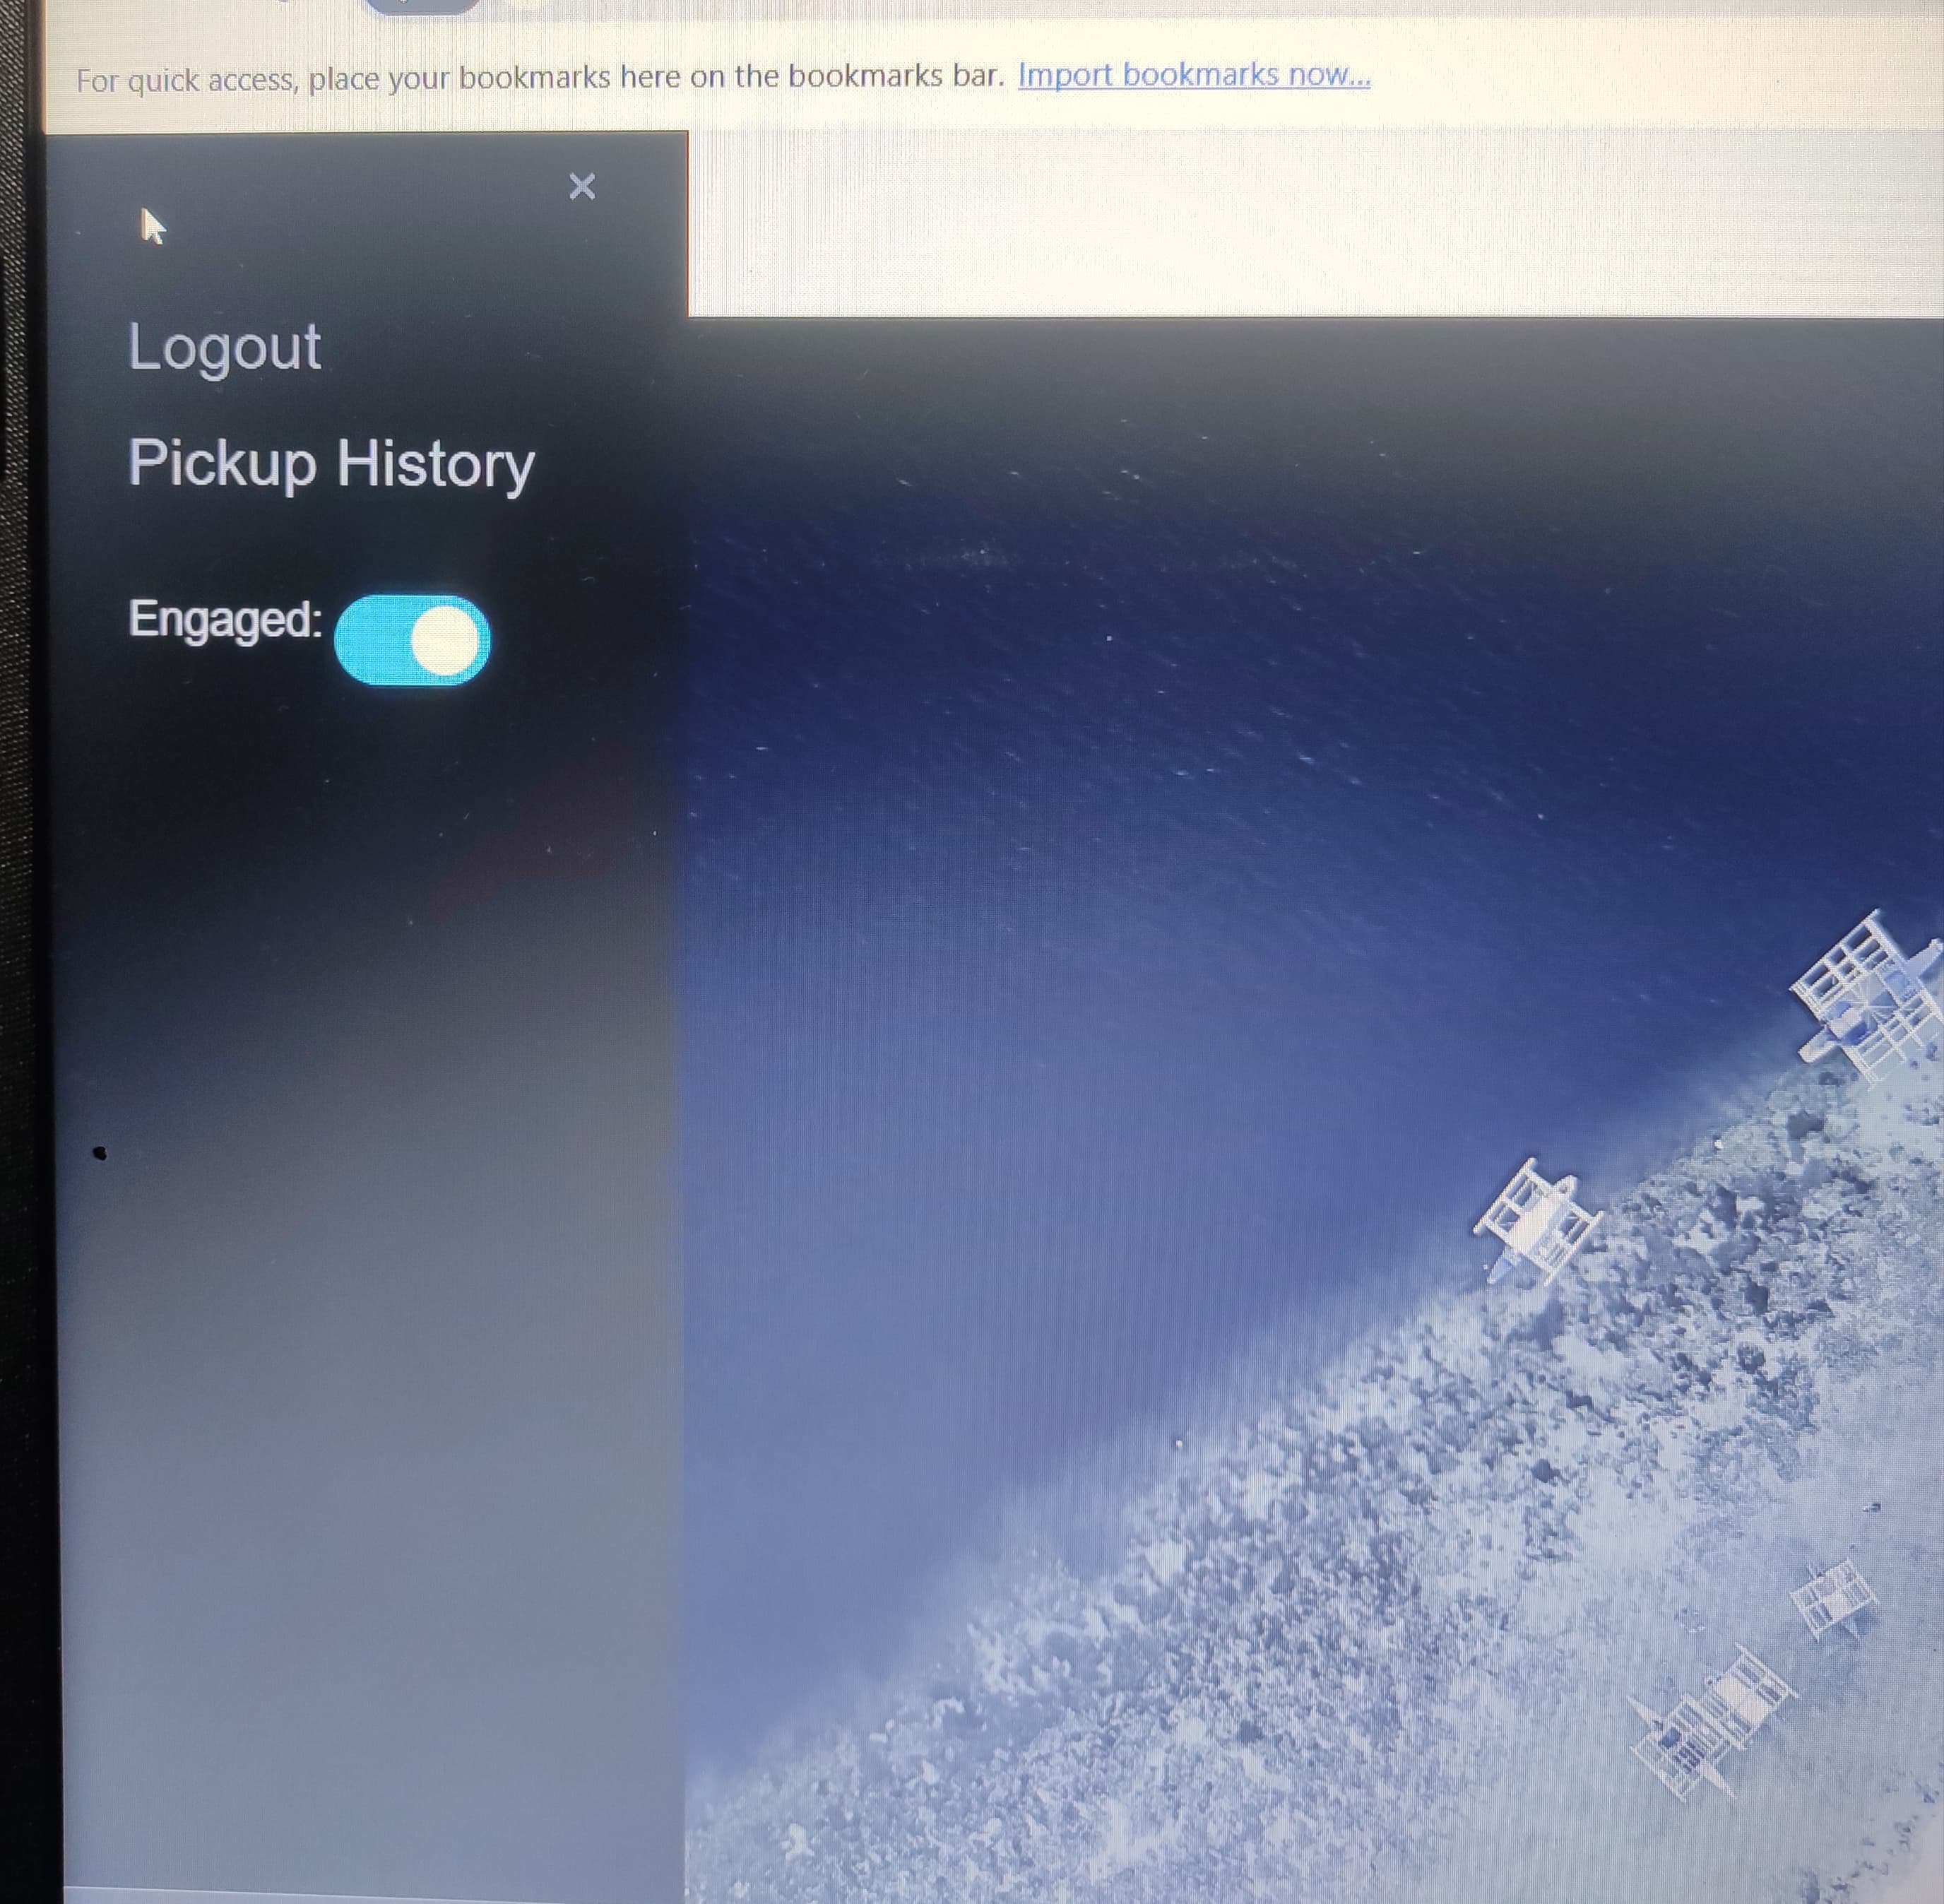 For quick access, place your bookmarks here on the bookmarks bar. Import bookmarks now...
×
Logout
Pickup History
Engaged: